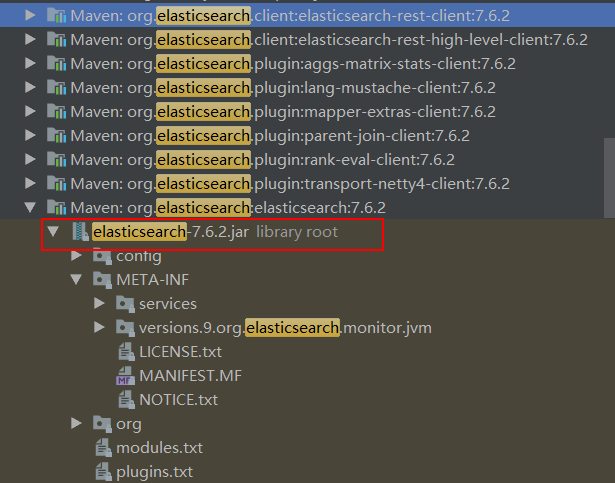 Maven: org.elasticsearch.client:elasticsearch-rest-client:7.6.2
Maven: org.elasticsearch.client:elasticsearch-rest-high-level-client:7.6.2
Maven: org.elasticsearch.plugin:aggs-matrix-stats-client:7.6.2
Maven: org.elasticsearch.plugin:lang-mustache-client:7.6.2
Maven: org.elasticsearch.plugin:mapper-extras-client:7.6.2
Maven: org.elasticsearch.plugin:parent-join-client:7.6.2
Maven: org.elasticsearch.plugin:rank-eval-client:7.6.2
Maven: org.elasticsearch.plugin:transport-netty4-client:7.6.2
Maven: org.elasticsearch:elasticsearch:7.6.2
elasticsearch-7.6.2.jar library root
config
META-INF
services
versions.9.org.elasticsearch.monitor.jvm
LICENSE.txt
MF MANIFEST.MF
NOTICE.txt
org
modules.txt
plugins.txt